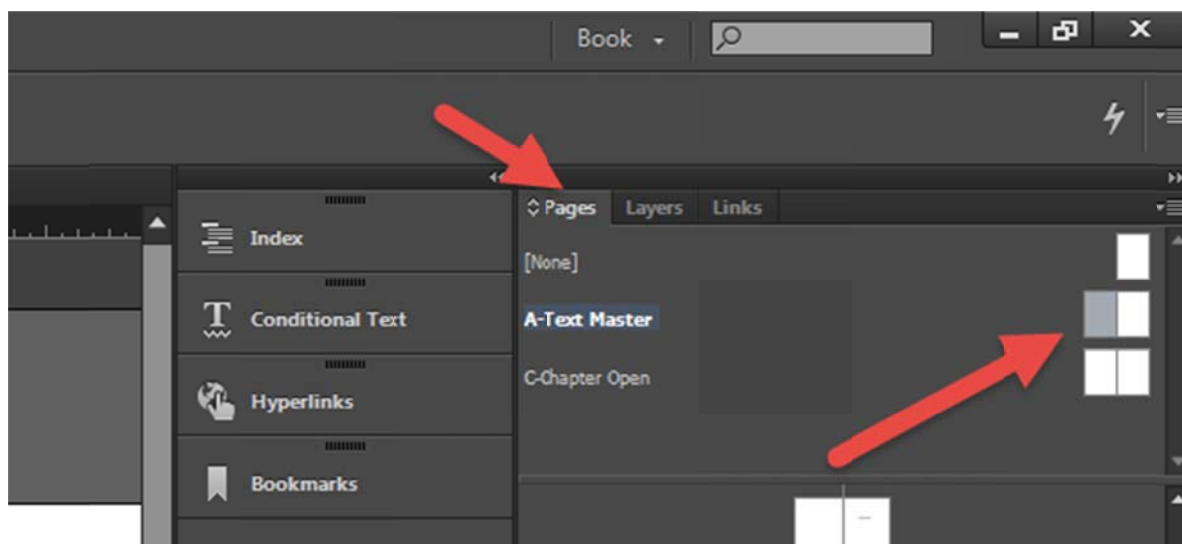 Book
Pages Layers Links
Index
[None]
Conditional Text
A-Text Master
C-Chapter Open
Hyperlinks
Bookmarks